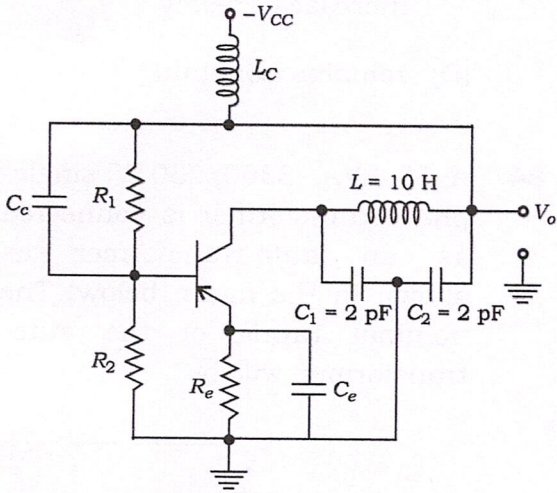 –V_CC
L_C
L = 10 H
C_c
R_1
V_o
C_1 = 2 pF C_2 = 2 pF
R_2
R_e
C_e